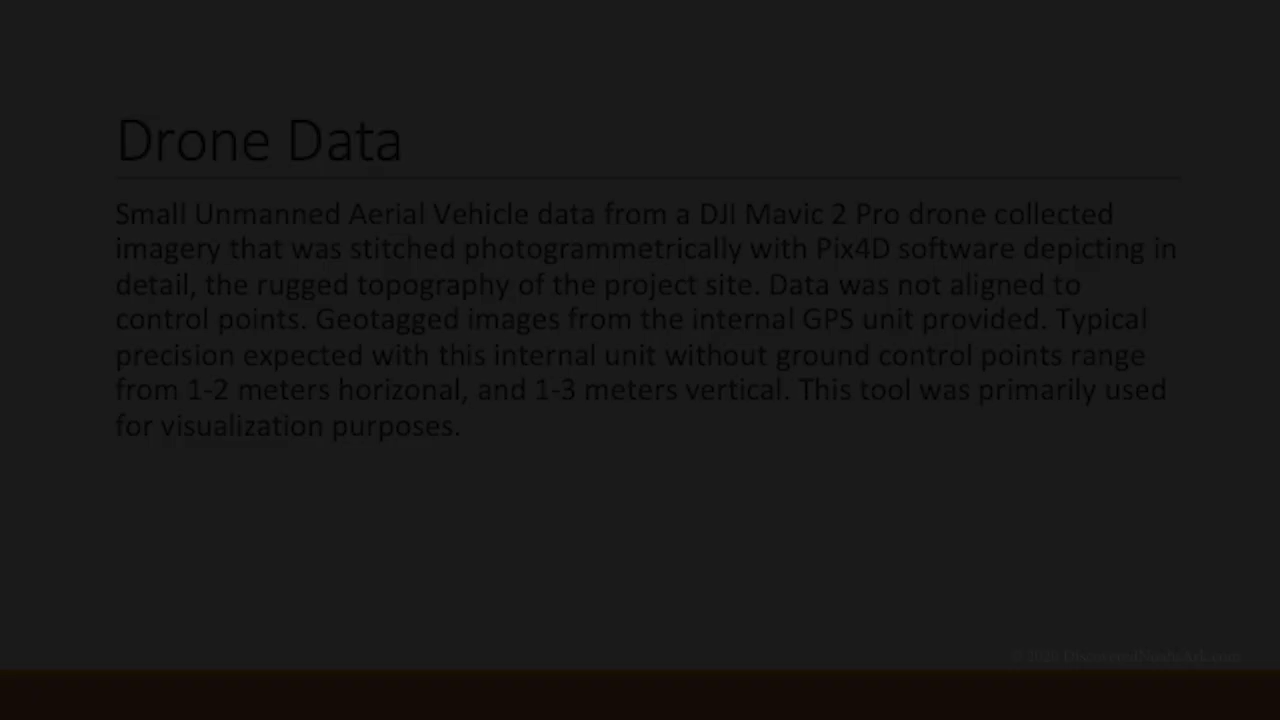 Drone Data
Small Unmanned Aerial Vehicle data from a DJI Mavic 2 Pro drone collected
imagery that was stitched photogrammetrically with Pix4D software depicting in
detail, the rugged topography of the project site. Data was not aligned to
control points. Geotagged images from the internal GPS unit provided. Typical
precision expected with this internal unit without ground control points range
from 1-2 meters horizonal, and 1-3 meters vertical. This tool was primarily used
for visualization purposes.
© 2020 DiscoveredNoahsArk.com